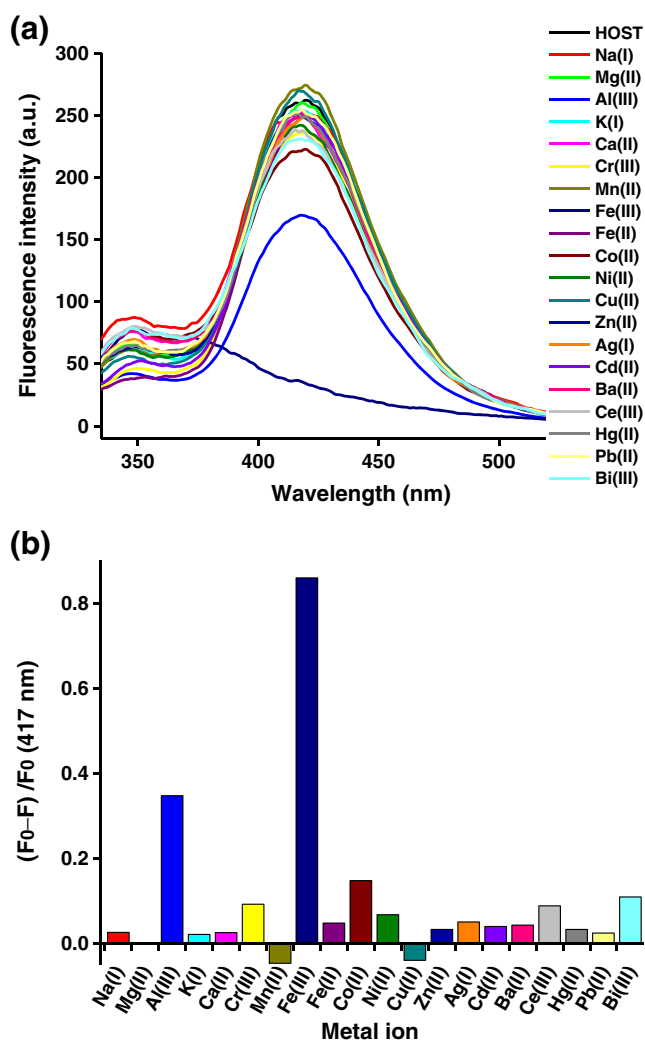 (a)
300
250
200
150
100
50
0
Fluorescence intensity (a.u.)
350 400 450 500
Wavelength (nm)
HOST
Na(I)
Mg(II)
Al(III)
K(I)
Ca(II)
Cr(III)
Mn(II)
Fe(III)
Fe(II)
Co(II)
Ni(II)
Cu(II)
Zn(II)
Ag(I)
Cd(II)
Ba(II)
Ce(III)
Hg(II)
Pb(II)
Bi(III)
(b)
0.8
0.6
0.4
0.2
0.0
(F0–F) /F0 (417 nm)
Na(I) Mg(II) Al(III) K(I) Ca(II) Cr(III) Mn(II) Fe(III) Fe(II) Co(II) Ni(II) Cu(II) Zn(II) Ag(I) Cd(II) Ba(II) Ce(III) Hg(II) Pb(II) Bi(III)
Metal ion